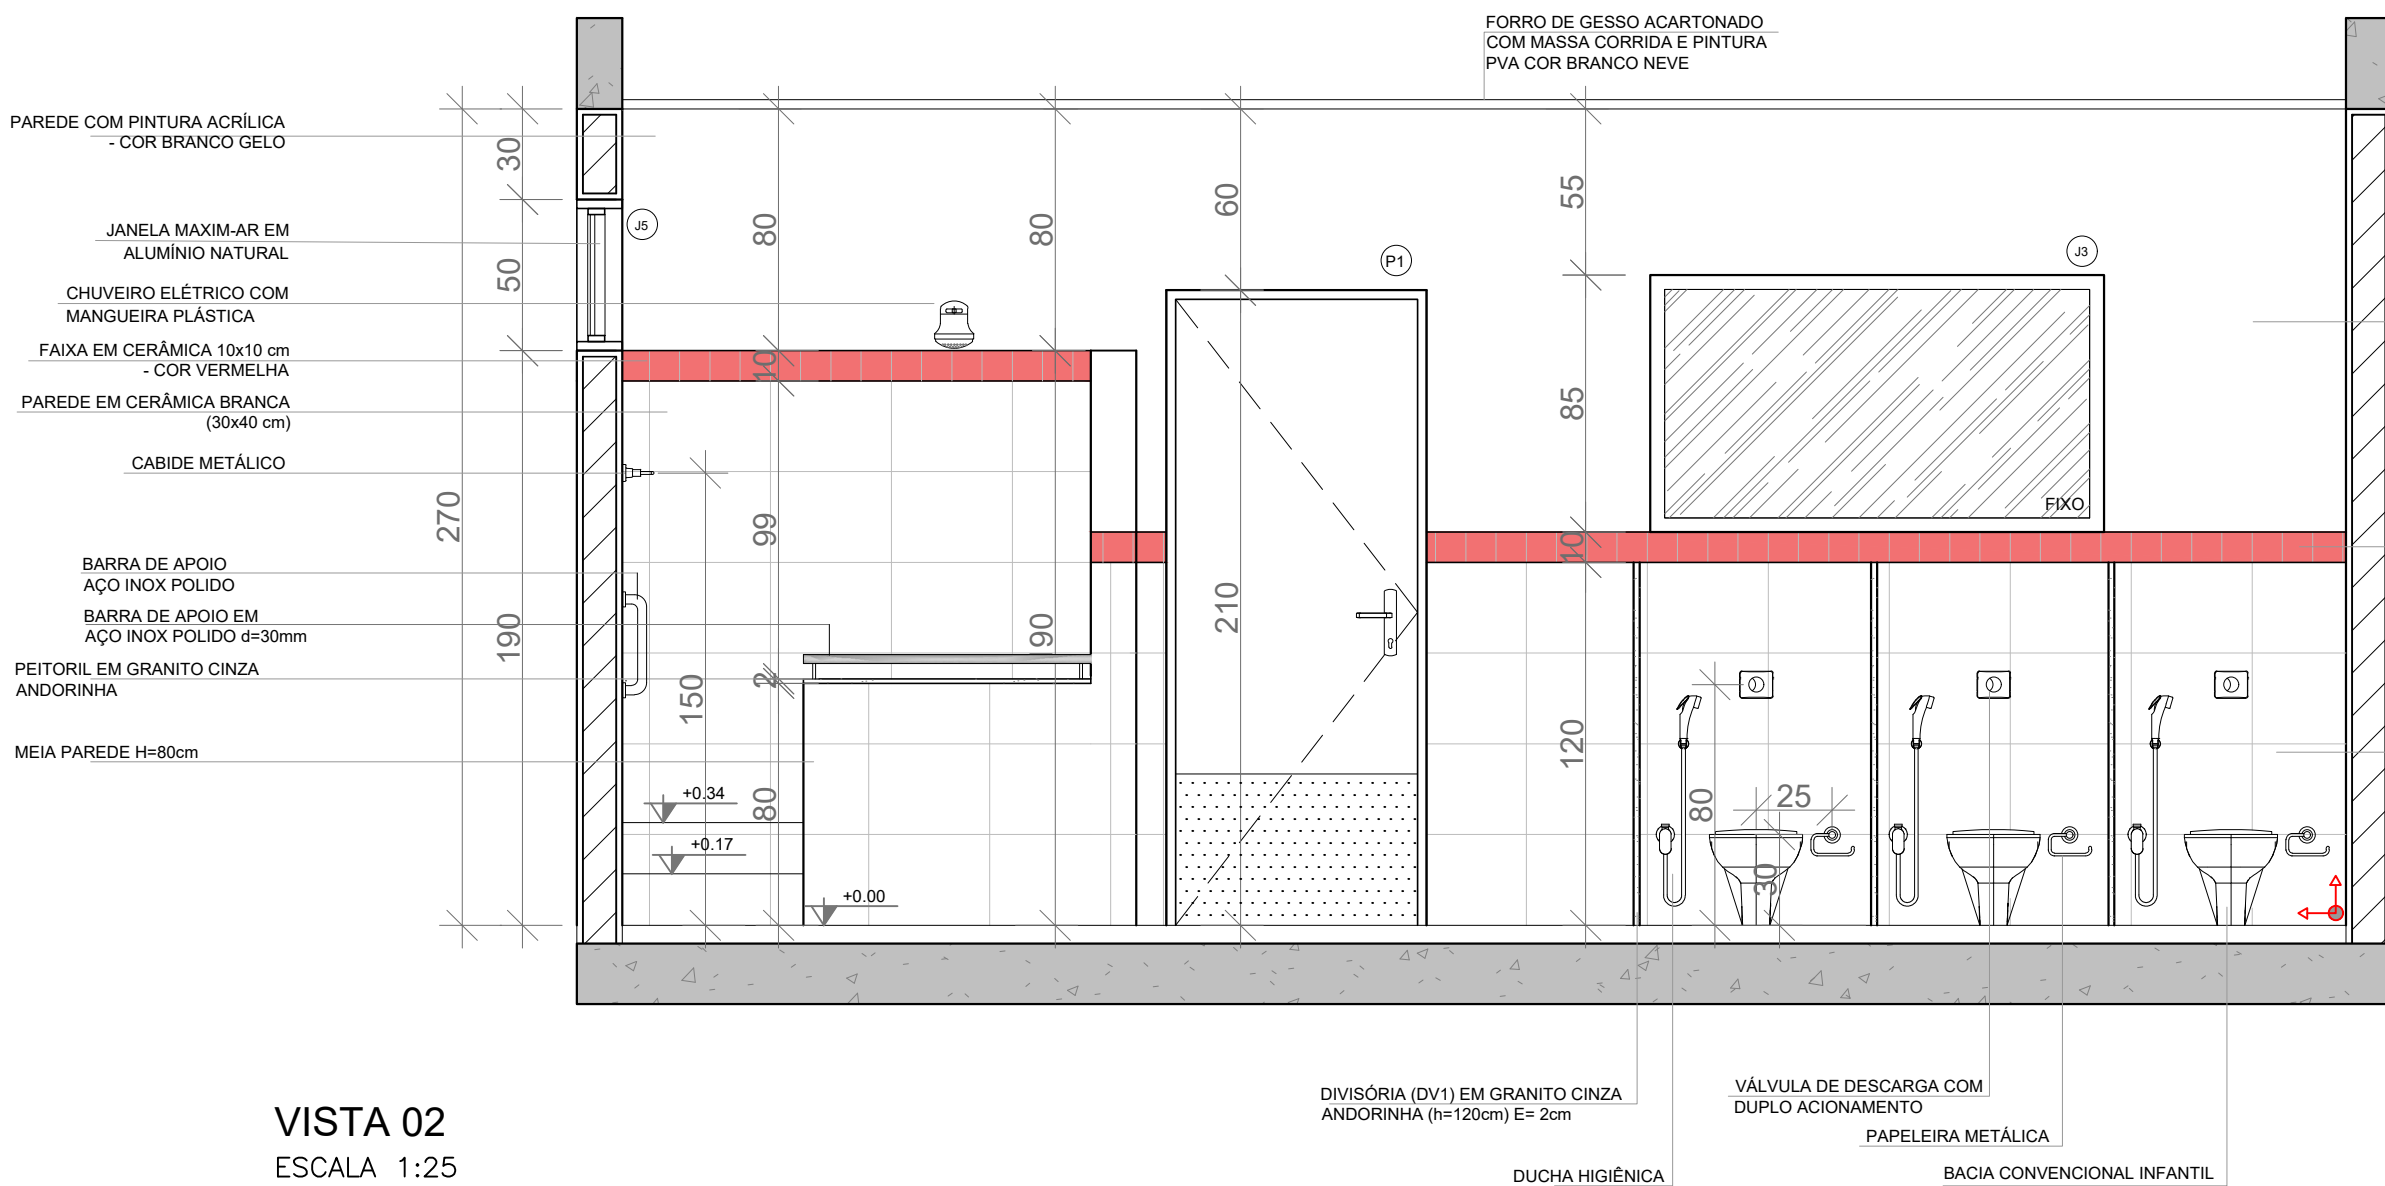 FORRO DE GESSO ACARTONADO
COM MASSA CORRIDA E PINTURA
PVA COR BRANCO NEVE
PAREDE COM PINTURA ACRÍLICA
- COR BRANCO GELO
JANELA MAXIM-AR EM
ALUMÍNIO NATURAL
CHUVEIRO ELÉTRICO COM
MANGUEIRA PLÁSTICA
FAIXA EM CERÂMICA 10x10 cm
- COR VERMELHA
PAREDE EM CERÂMICA BRANCA
(30x40 cm)
CABIDE METÁLICO
BARRA DE APOIO
AÇO INOX POLIDO
BARRA DE APOIO EM
AÇO INOX POLIDO d=30mm
PEITORIL EM GRANITO CINZA
ANDORINHA
MEIA PAREDE H=80cm
270
30
50
190
J5
80
10
99
2
80
150
80
90
60
210
P1
55
85
10
120
J3
FIXO
80
25
30
+0.34
+0.17
+0.00
DIVISÓRIA (DV1) EM GRANITO CINZA
ANDORINHA (h=120cm) E= 2cm
VÁLVULA DE DESCARGA COM
DUPLO ACIONAMENTO
PAPELEIRA METÁLICA
DUCHA HIGIÊNICA
BACIA CONVENCIONAL INFANTIL
VISTA 02
ESCALA 1:25